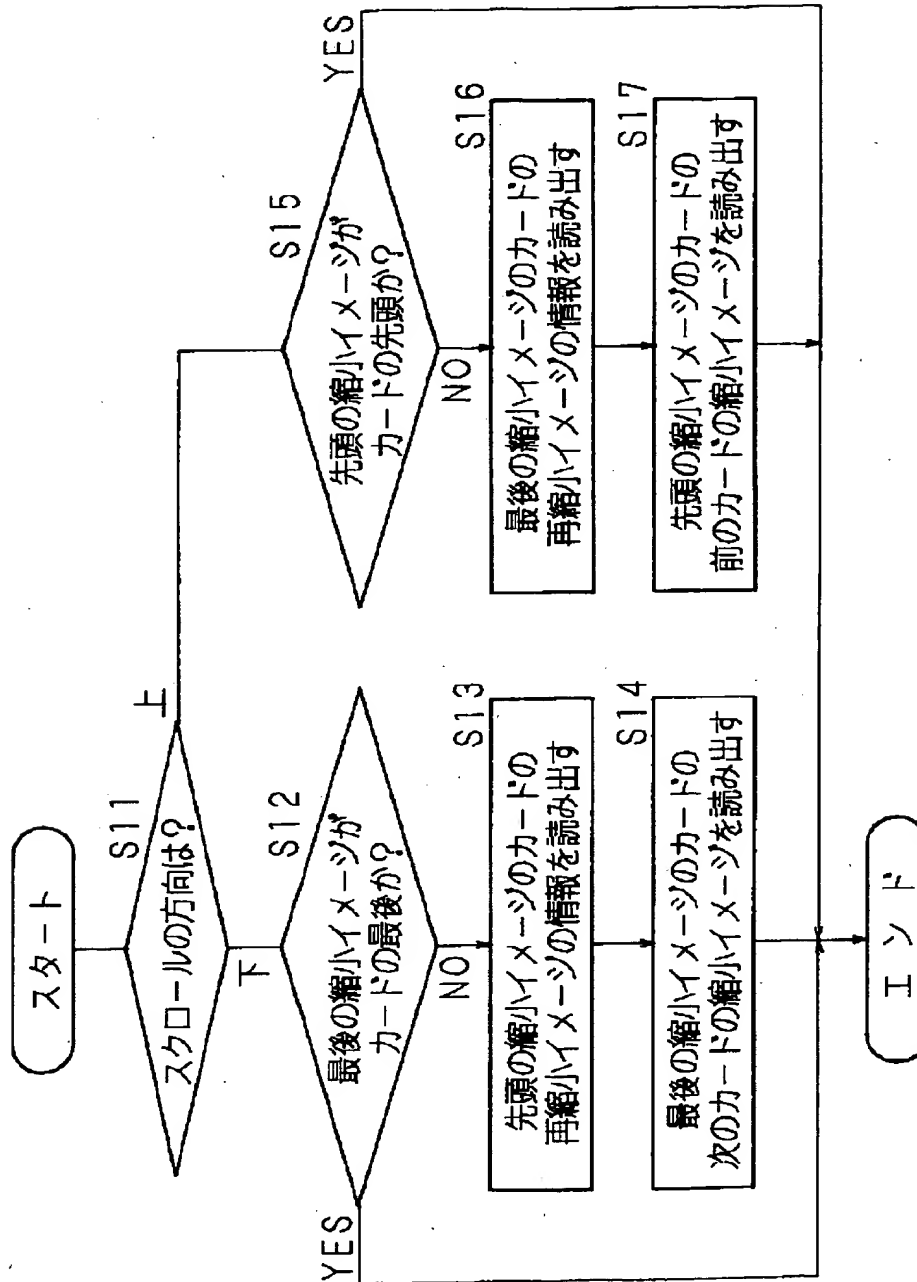 スタート
S11
スクロールの方向は?
上
下
S12
最後の縮小イメージが
カードの最後か?
YES
NO
S13
先頭の縮小イメージのカードの
再縮小イメージの情報を読み出す
S14
最後の縮小イメージのカードの
次のカードの縮小イメージを読み出す
S15
先頭の縮小イメージが
カードの先頭か?
YES
NO
S16
最後の縮小イメージのカードの
再縮小イメージの情報を読み出す
S17
先頭の縮小イメージのカードの
前のカードの縮小イメージを読み出す
エンド